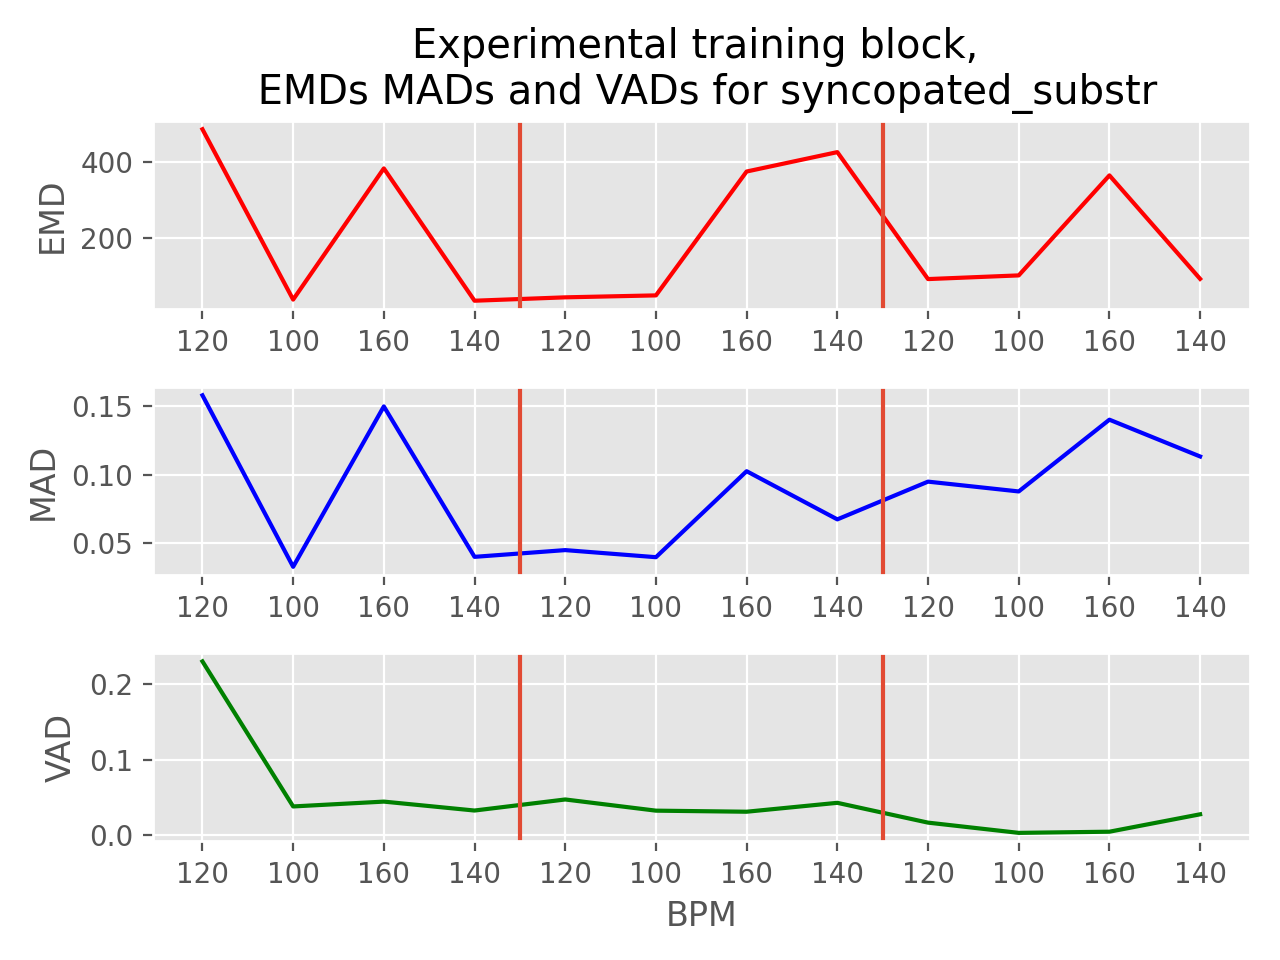 Experimental training block,
EMDs MADs and VADs for syncopated_substr
EMD
400
200
120 100 160 140 120 100 160 140 120 100 160 140
MAD
0.15
0.10
0.05
120 100 160 140 120 100 160 140 120 100 160 140
VAD
0.2
0.1
0.0
120 100 160 140 120 100 160 140 120 100 160 140
BPM